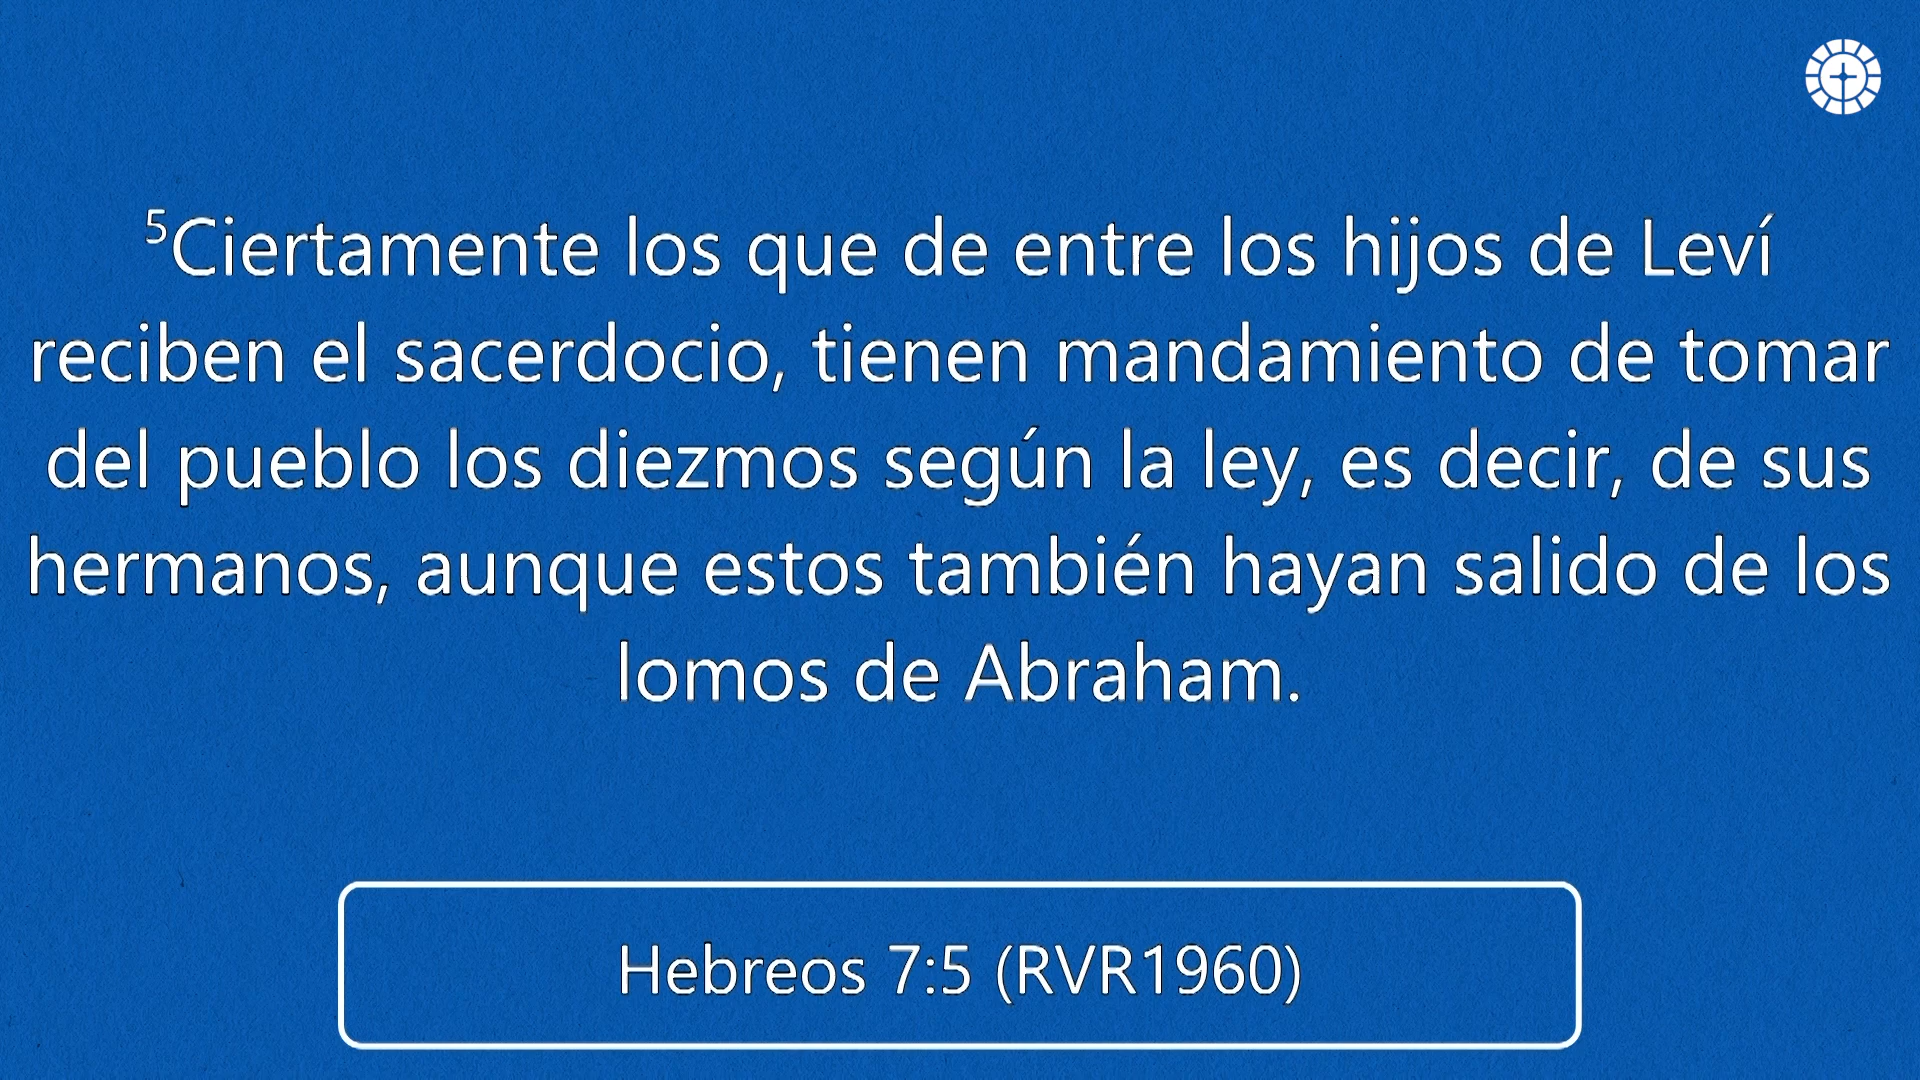 ⁵Ciertamente los que de entre los hijos de Leví
reciben el sacerdocio, tienen mandamiento de tomar
del pueblo los diezmos según la ley, es decir, de sus
hermanos, aunque estos también hayan salido de los
lomos de Abraham.
Hebreos 7:5 (RVR1960)